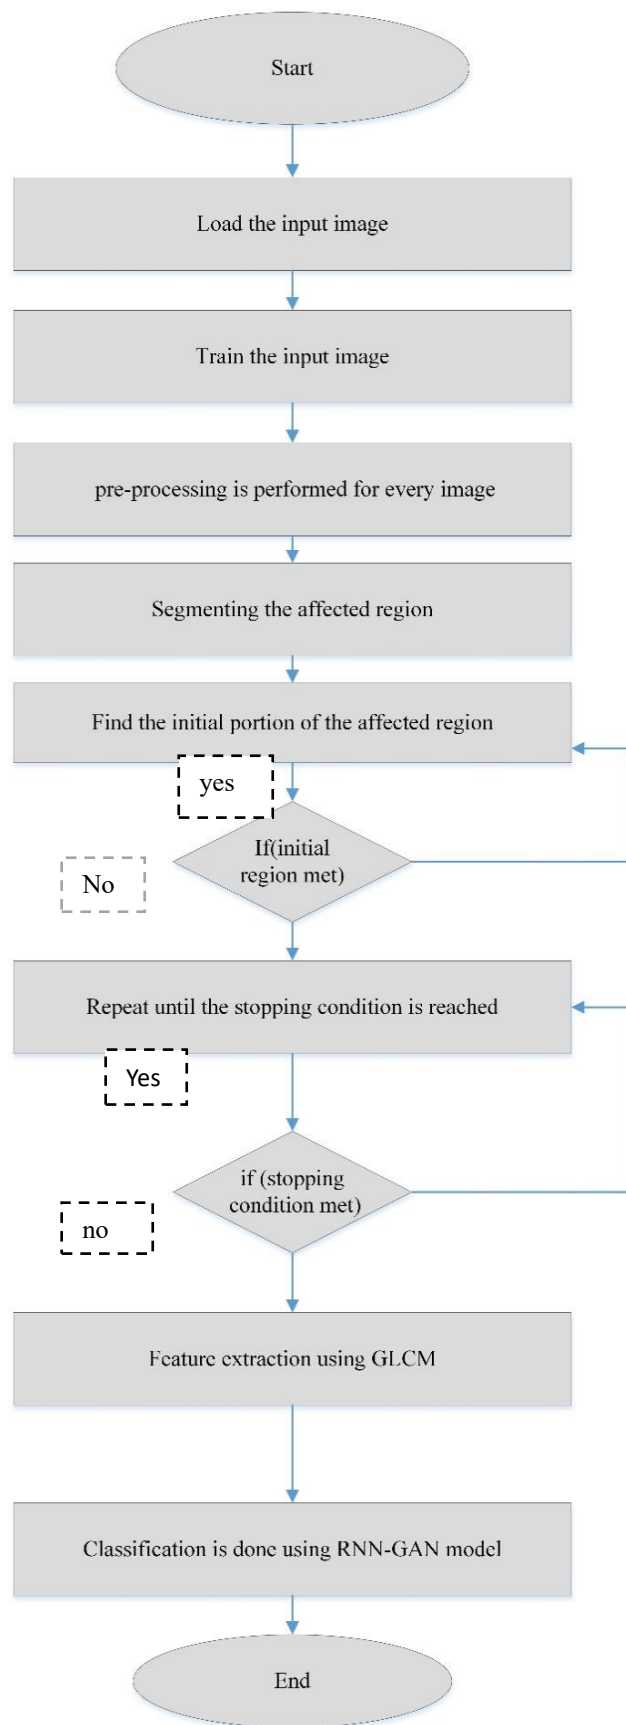 Start
Load the input image
Train the input image
pre-processing is performed for every image
Segmenting the affected region
Find the initial portion of the affected region
yes
If(initial
region met)
No
Repeat until the stopping condition is reached
Yes
if (stopping
condition met)
no
Feature extraction using GLCM
Classification is done using RNN-GAN model
End